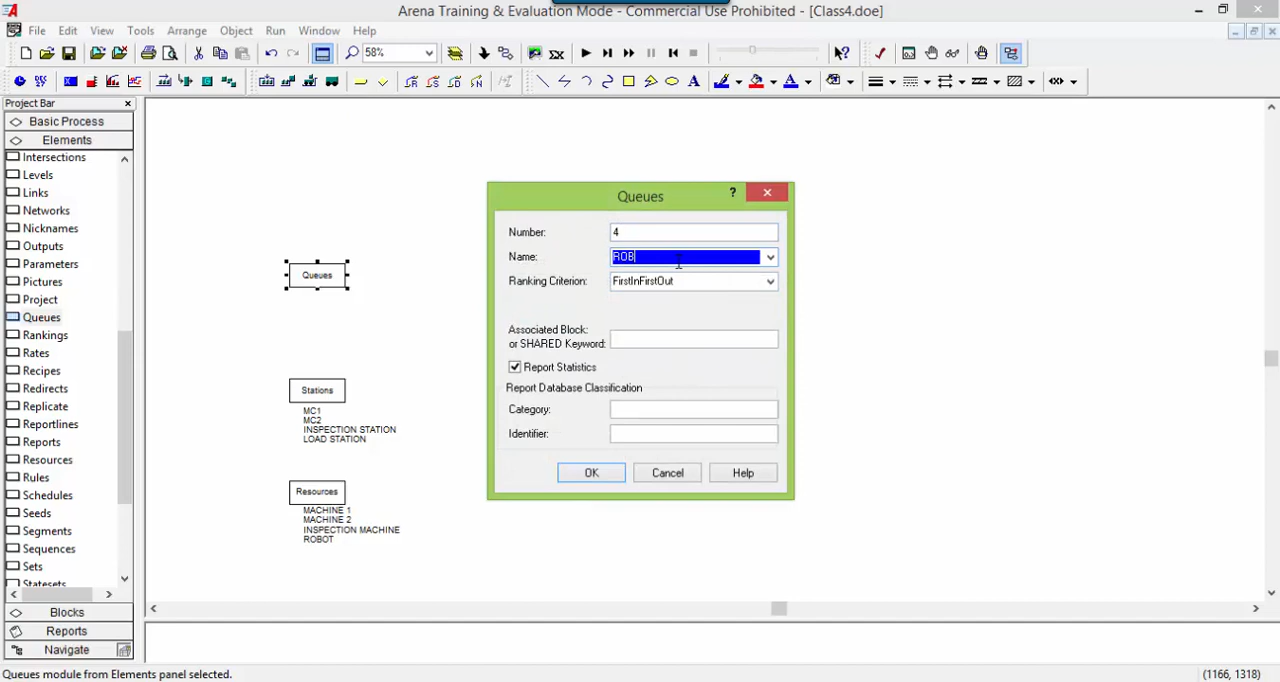 Arena Training & Evaluation Mode - Commercial Use Prohibited - [Class4.doe]
File Edit View Tools Arrange Object Run Window Help
58%
Project Bar
Basic Process
Elements
Intersections
Levels
Links
Networks
Nicknames
Outputs
Parameters
Pictures
Project
Queues
Rankings
Rates
Recipes
Redirects
Replicate
Reportlines
Reports
Resources
Rules
Schedules
Seeds
Segments
Sequences
Sets
Statesets
Blocks
Reports
Navigate
Queues
Stations
MC1
MC2
INSPECTION STATION
LOAD STATION
Resources
MACHINE 1
MACHINE 2
INSPECTION MACHINE
ROBOT
Queues
Number: 4
Name: ROB
Ranking Criterion: FirstInFirstOut
Associated Block:
or SHARED Keyword:
Report Statistics
Report Database Classification
Category:
Identifier:
OK Cancel Help
Queues module from Elements panel selected.
(1166, 1318)